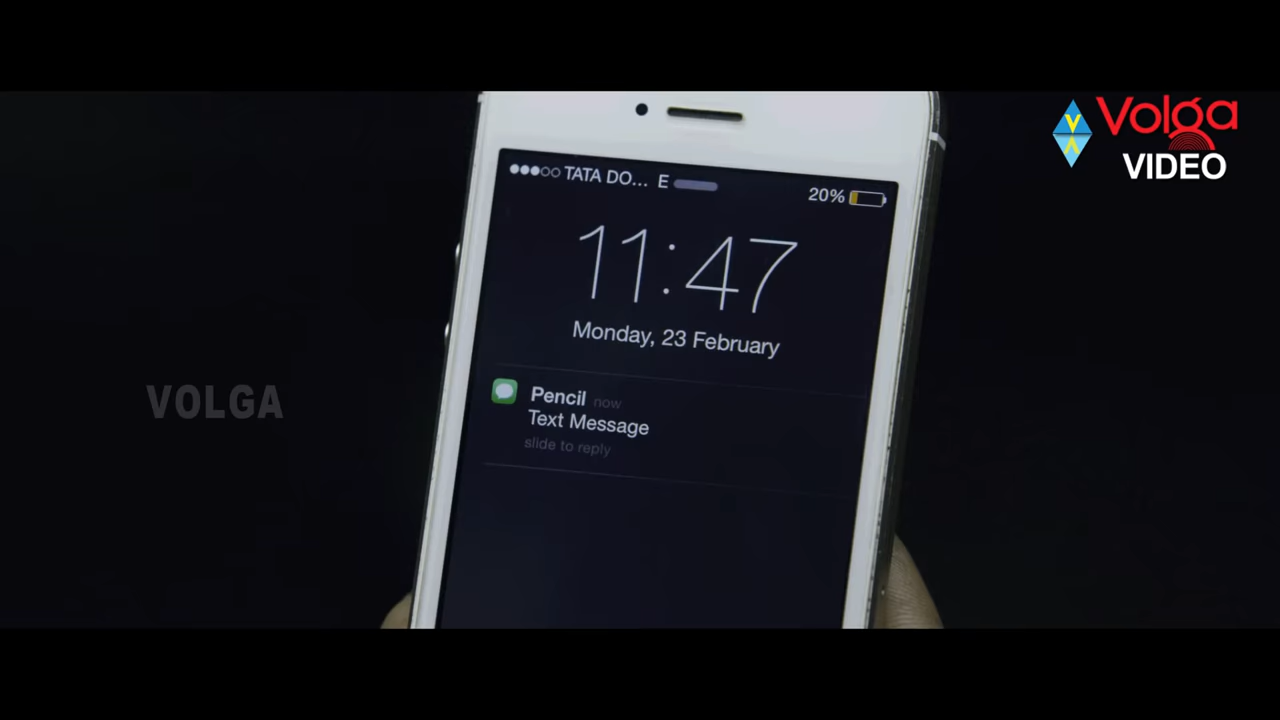 Volga
VIDEO
TATA DO... E
20%
11:47
Monday, 23 February
Pencil now
Text Message
slide to reply
VOLGA